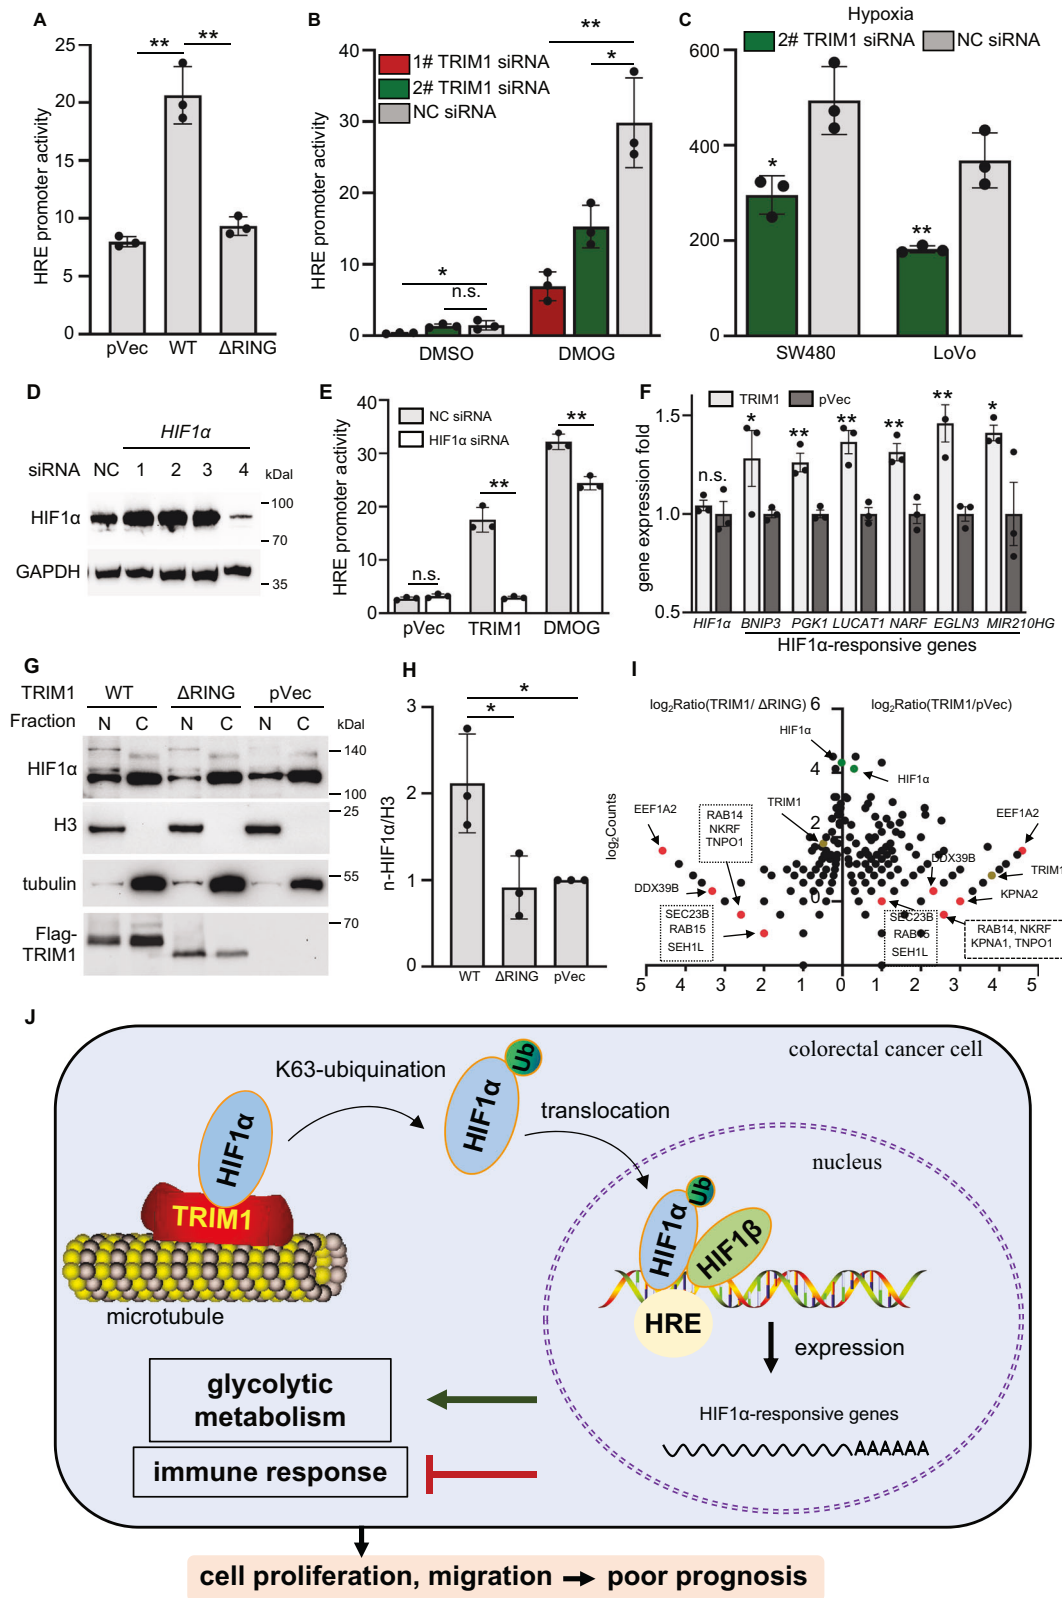 A
25
20
15
10
5
0
HRE promoter activity
** **
pVec WT ΔRING
B
40
30
20
10
0
HRE promoter activity
1# TRIM1 siRNA
2# TRIM1 siRNA
NC siRNA
**
*
*
n.s.
DMSO DMOG
C
Hypoxia
2# TRIM1 siRNA NC siRNA
600
400
200
0
*
**
SW480 LoVo
D
HIF1α
siRNA NC 1 2 3 4 kDal
HIF1α
100
70
GAPDH
35
E
40
30
20
10
0
HRE promoter activity
NC siRNA
HIF1α siRNA
n.s.
**
**
pVec TRIM1 DMOG
F
TRIM1 pVec
1.5
1.0
0.5
gene expression fold
n.s. * ** ** ** ** *
HIF1α BNIP3 PGK1 LUCAT1 NARF EGLN3 MIR210HG
HIF1α-responsive genes
G
TRIM1 WT ΔRING pVec
Fraction N C N C N C kDal
HIF1α
140
100
H3
25
tubulin
55
Flag-
TRIM1
70
H
3
2
1
0
n-HIF1α/H3
*
*
WT ΔRING pVec
I
log2Ratio(TRIM1/ ΔRING) log2Ratio(TRIM1/pVec)
6
4
2
0
log2Counts
HIF1α
HIF1α
TRIM1
EEF1A2
RAB14
NKRF
TNPO1
DDX39B
SEC23B
RAB15
SEH1L
EEF1A2
DDX39B
TRIM1
KPNA2
SEC23B
RAB15
SEH1L
RAB14, NKRF
KPNA1, TNPO1
5 4 3 2 1 0 1 2 3 4 5
J
colorectal cancer cell
K63-ubiquination
Ub
HIF1α
HIF1α
translocation
TRIM1
microtubule
nucleus
Ub
HIF1α
HIF1β
HRE
expression
HIF1α-responsive genes
AAAAAA
glycolytic
metabolism
immune response
cell proliferation, migration poor prognosis